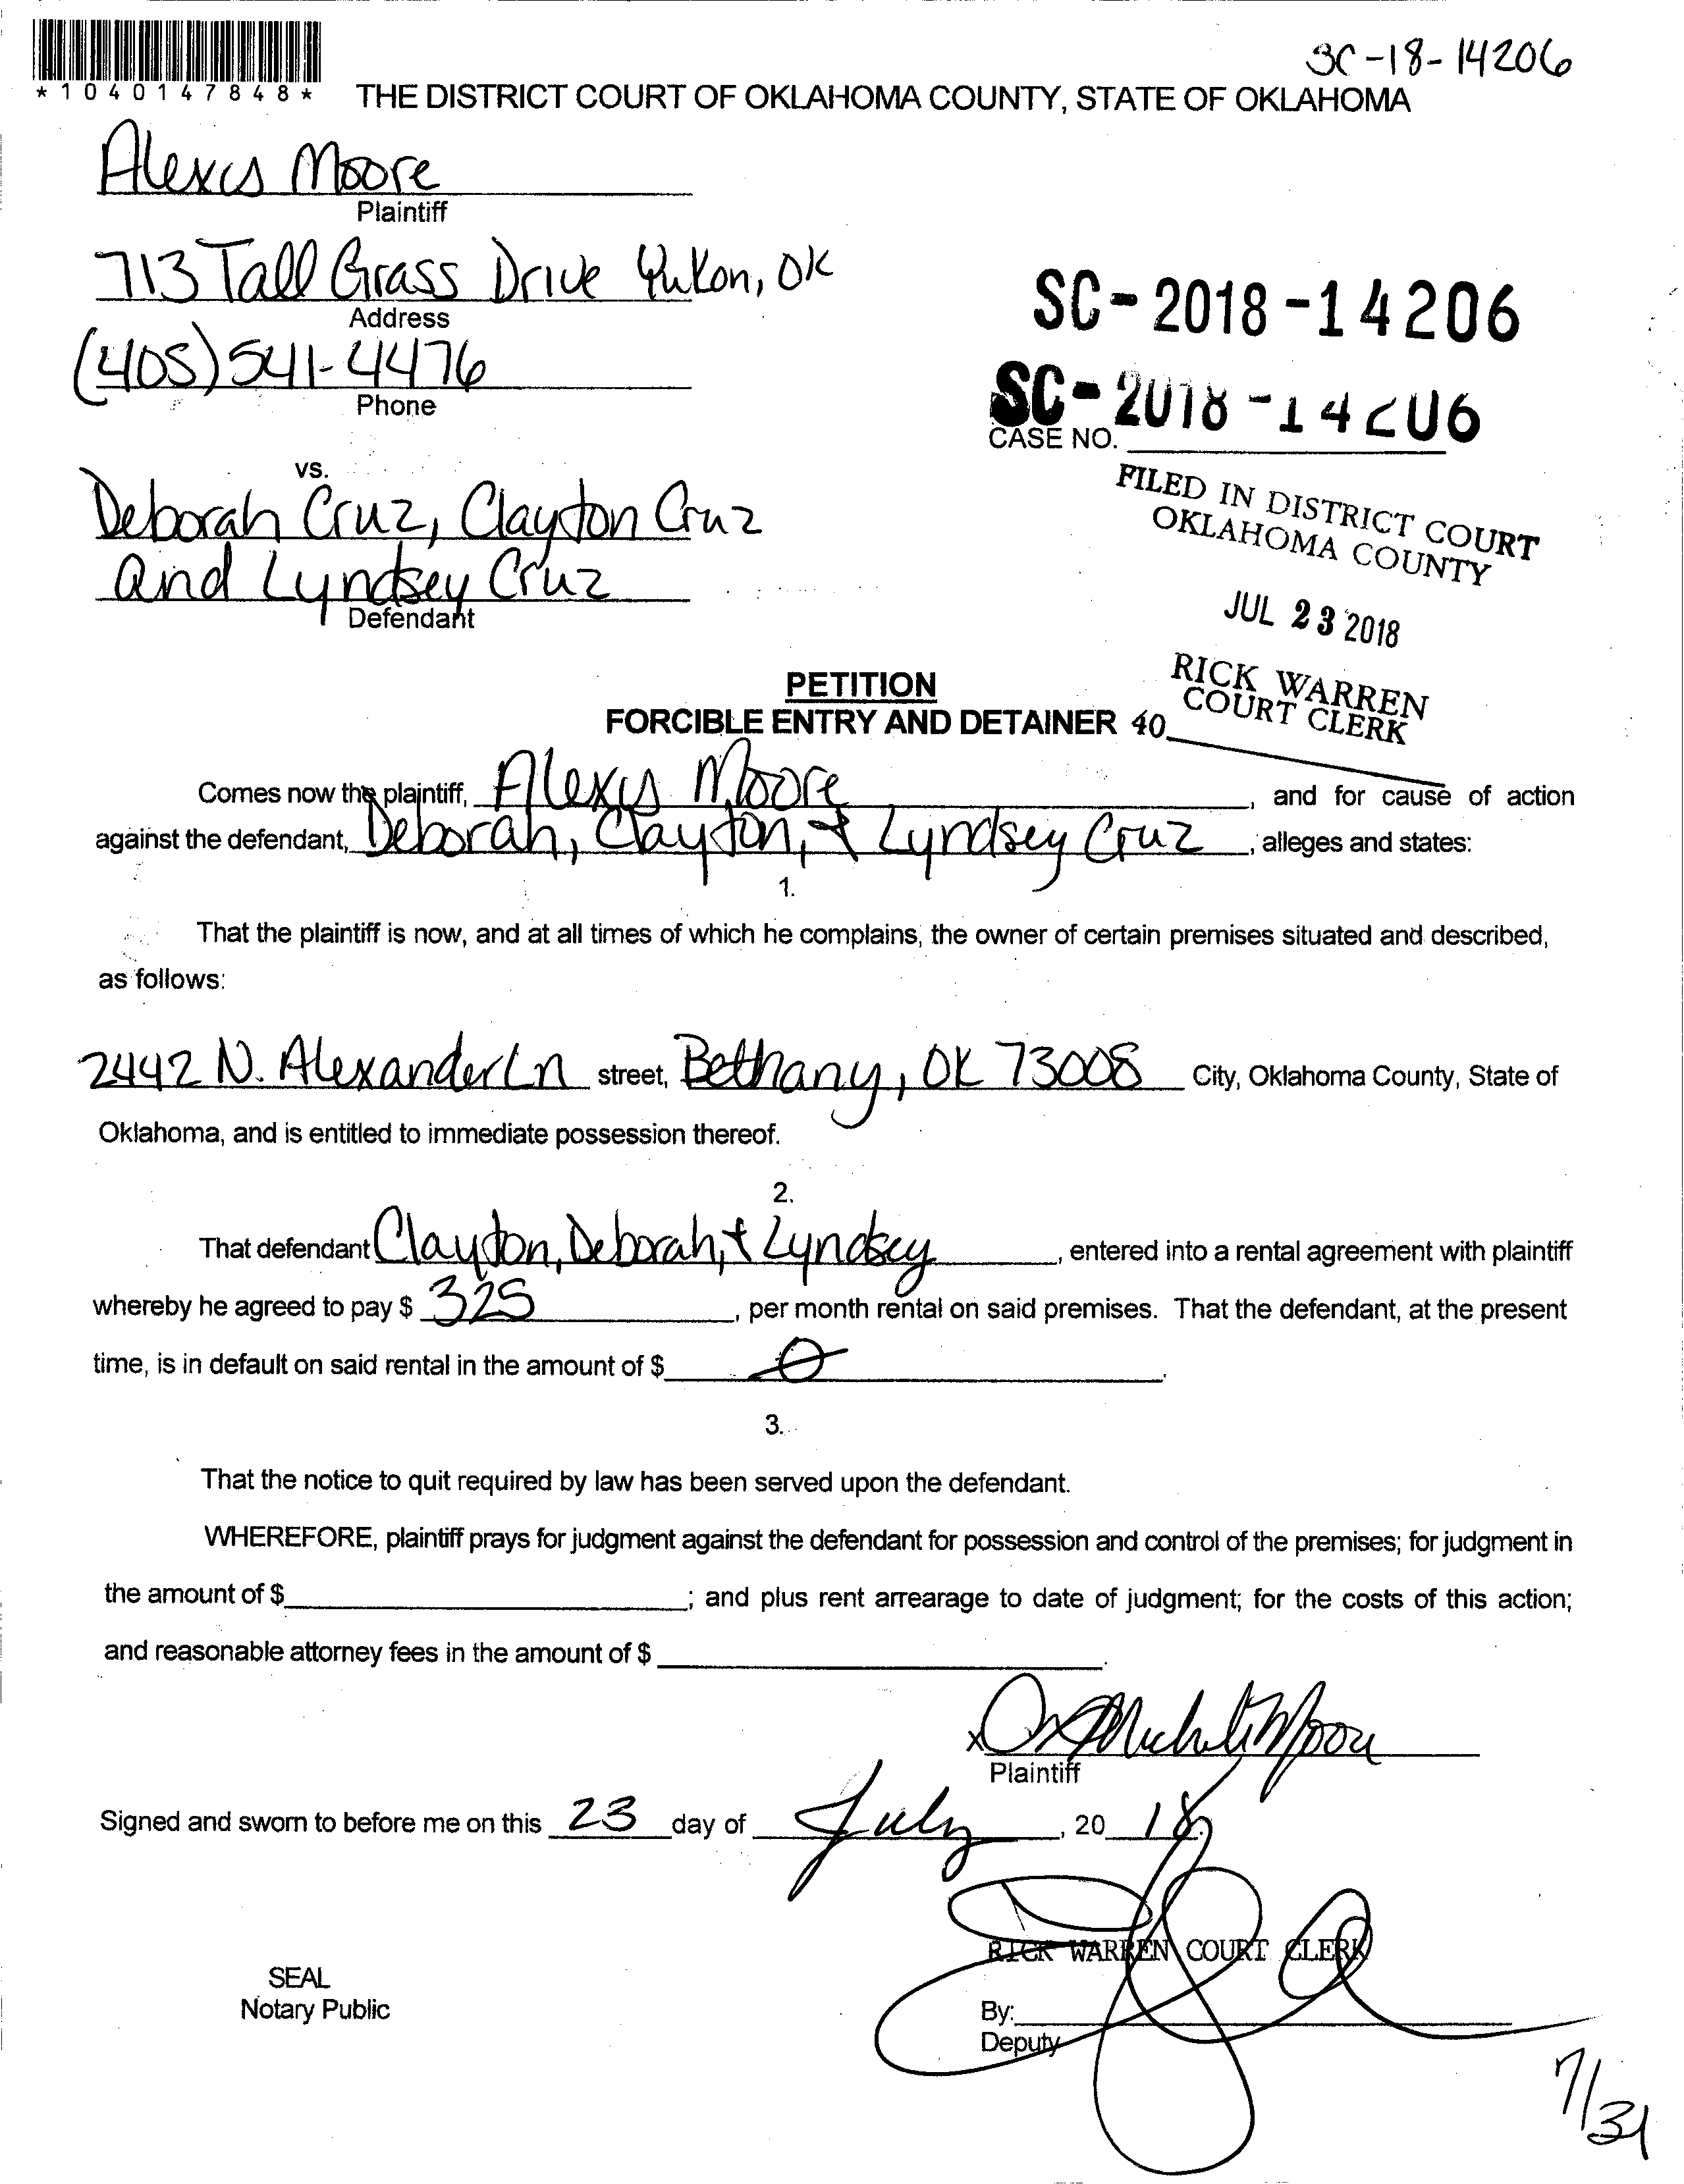 SC-18-14206
*1040147848*
THE DISTRICT COURT OF OKLAHOMA COUNTY, STATE OF OKLAHOMA
Alexis Moore
Plaintiff
713 Tall Grass Drive Yukon, OK
Address
(405) 541-4476
Phone
SC-2018-14206
SC-2018-14206
CASE NO.
vs.
Deborah Cruz, Clayton Cruz
and Lyndsey Cruz
Defendant
FILED IN DISTRICT COURT
OKLAHOMA COUNTY
JUL 23 2018
RICK WARREN
COURT CLERK
PETITION
FORCIBLE ENTRY AND DETAINER 40
Comes now the plaintiff, Alexis Moore, and for cause of action
against the defendant, Deborah, Clayton, + Lyndsey Cruz, alleges and states:
1.
That the plaintiff is now, and at all times of which he complains, the owner of certain premises situated and described,
as follows:
2442 N. Alexander Ln street, Bethany, OK 73008 City, Oklahoma County, State of
Oklahoma, and is entitled to immediate possession thereof.
2.
That defendant Clayton, Deborah, + Lyndsey, entered into a rental agreement with plaintiff
whereby he agreed to pay $ 325, per month rental on said premises. That the defendant, at the present
time, is in default on said rental in the amount of $ 0.
3.
That the notice to quit required by law has been served upon the defendant.
WHEREFORE, plaintiff prays for judgment against the defendant for possession and control of the premises; for judgment in
the amount of $ ; and plus rent arrearage to date of judgment; for the costs of this action;
and reasonable attorney fees in the amount of $ .
x Moore
Plaintiff
Signed and sworn to before me on this 23 day of July, 20 18.
RICK WARREN COURT CLERK
SEAL
Notary Public
By:
Deputy
7/31